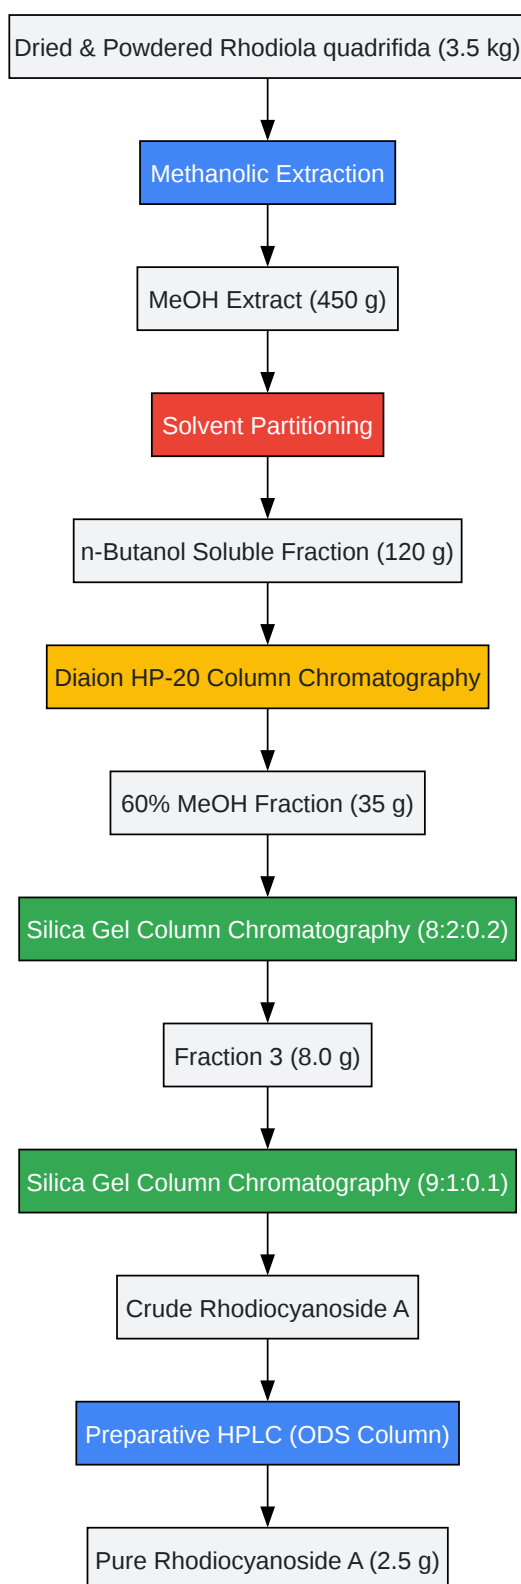 Dried & Powdered Rhodiola quadrifida (3.5 kg)
Methanolic Extraction
MeOH Extract (450 g)
Solvent Partitioning
n-Butanol Soluble Fraction (120 g)
Diaion HP-20 Column Chromatography
60% MeOH Fraction (35 g)
Silica Gel Column Chromatography (8:2:0.2)
Fraction 3 (8.0 g)
Silica Gel Column Chromatography (9:1:0.1)
Crude Rhodiocyanoside A
Preparative HPLC (ODS Column)
Pure Rhodiocyanoside A (2.5 g)